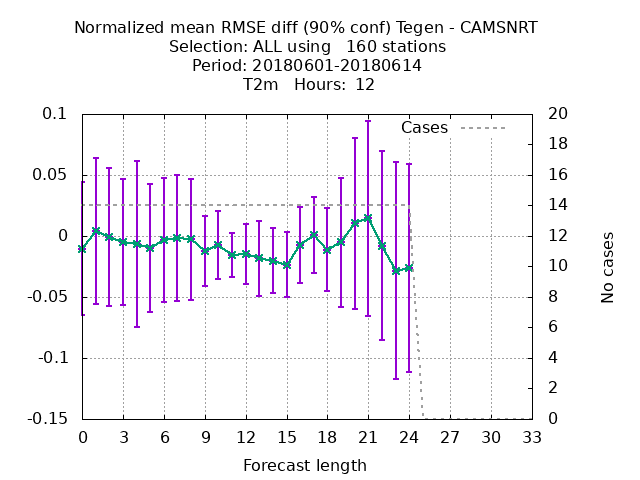 Normalized mean RMSE diff (90% conf) Tegen - CAMSNRT
Selection: ALL using   160 stations
Period: 20180601-20180614
T2m   Hours:  12
Cases
0.1
0.05
0
-0.05
-0.1
-0.15
20
18
16
14
12
10
8
6
4
2
0
No cases
0 3 6 9 12 15 18 21 24 27 30 33
Forecast length